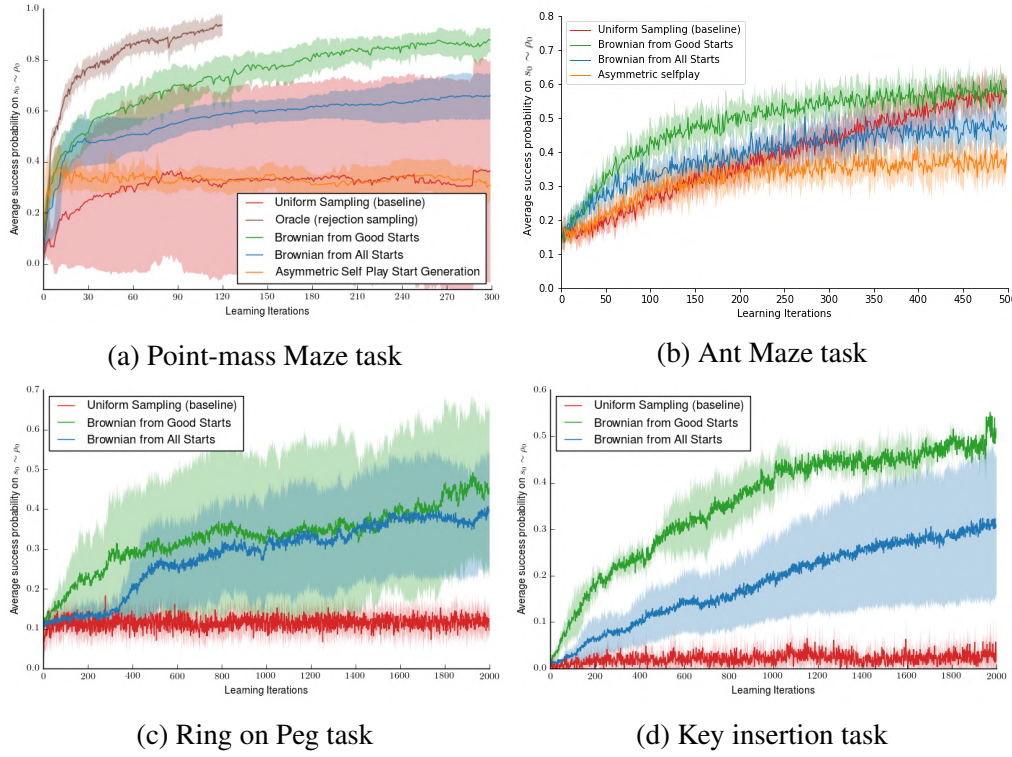 1.0
0.8
0.6
0.4
0.2
0.0
Average success probability on s₀ ~ ρ₀
Uniform Sampling (baseline)
Oracle (rejection sampling)
Brownian from Good Starts
Brownian from All Starts
Asymmetric Self Play Start Generation
0 30 60 90 120 150 180 210 240 270 300
Learning Iterations
(a) Point-mass Maze task
0.8
0.7
0.6
0.5
0.4
0.3
0.2
0.1
0.0
Average success probability on s₀ ~ ρ₀
Uniform Sampling (baseline)
Brownian from Good Starts
Brownian from All Starts
Asymmetric selfplay
0 50 100 150 200 250 300 350 400 450 500
Learning Iterations
(b) Ant Maze task
0.7
0.6
0.5
0.4
0.3
0.2
0.1
0.0
Average success probability on s₀ ~ ρ₀
Uniform Sampling (baseline)
Brownian from Good Starts
Brownian from All Starts
0 200 400 600 800 1000 1200 1400 1600 1800 2000
Learning Iterations
(c) Ring on Peg task
0.6
0.5
0.4
0.3
0.2
0.1
0.0
Average success probability on s₀ ~ ρ₀
Uniform Sampling (baseline)
Brownian from Good Starts
Brownian from All Starts
0 200 400 600 800 1000 1200 1400 1600 1800 2000
Learning Iterations
(d) Key insertion task